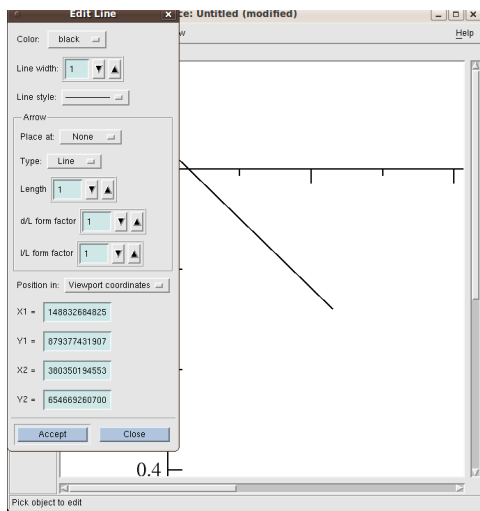 Edit Line
ce: Untitled (modified)
w
Help
Color: black
Line width: 1
Line style:
Arrow
Place at: None
Type: Line
Length 1
d/L form factor 1
l/L form factor 1
Position in: Viewport coordinates
X1 = 148832684825
Y1 = 879377431907
X2 = 380350194553
Y2 = 654669260700
Accept Close
0.4
Pick object to edit